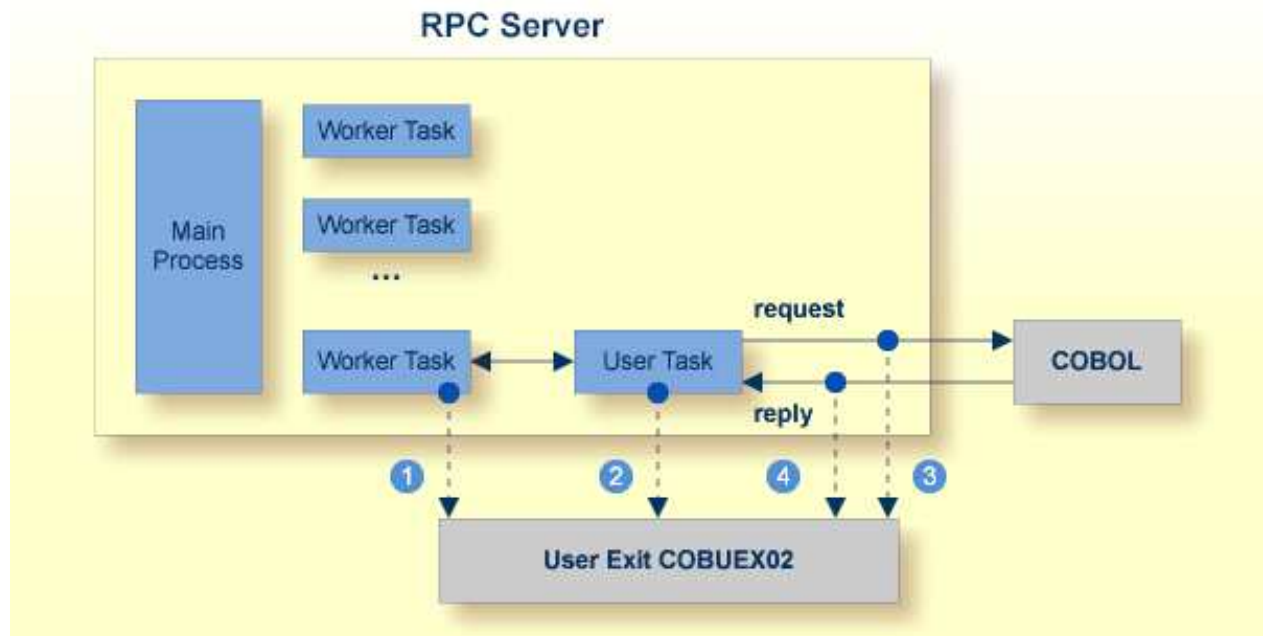 RPC Server
Worker Task
Worker Task
...
Main
Process
request
Worker Task
User Task
COBOL
reply
1
2
4
3
User Exit COBUEX02